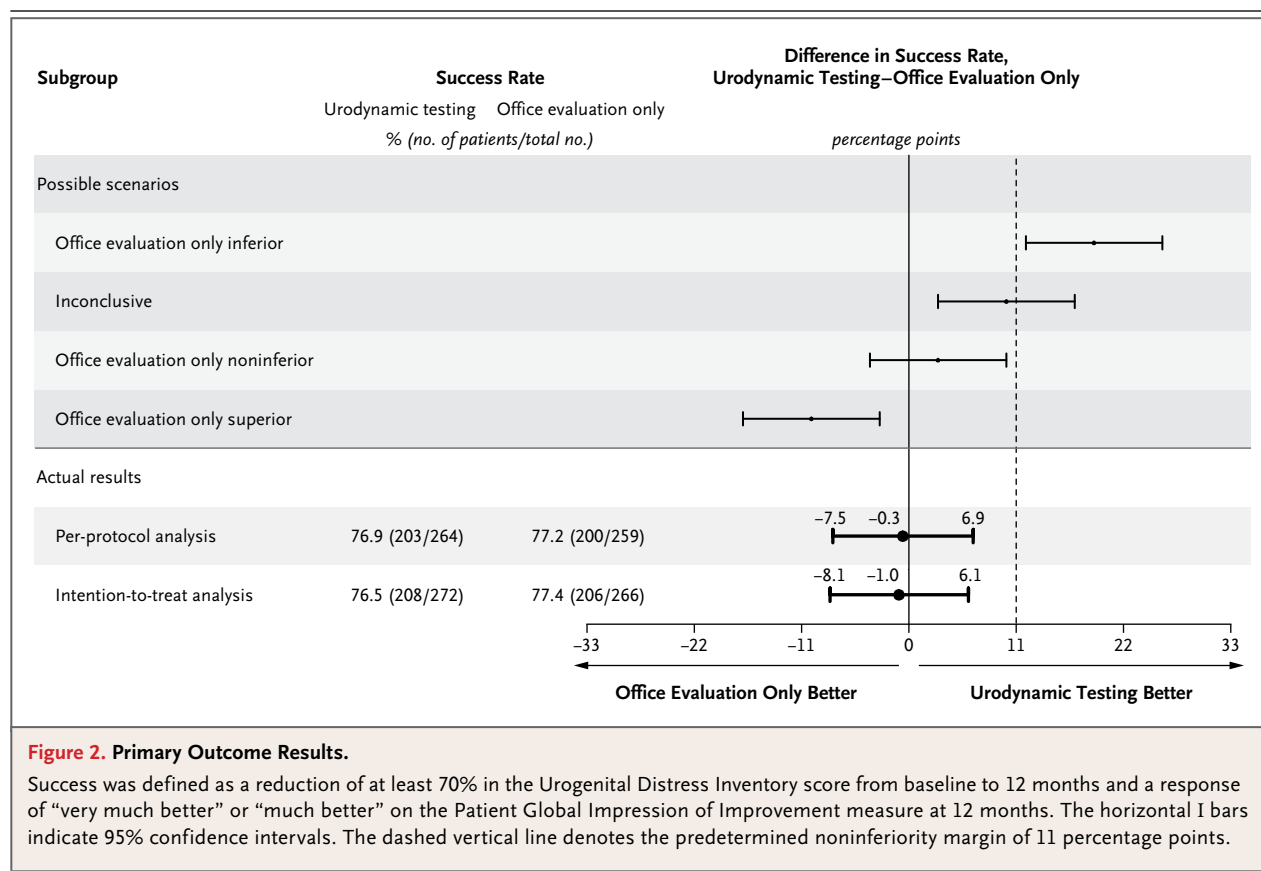 Subgroup
Success Rate
Difference in Success Rate,
Urodynamic Testing–Office Evaluation Only
Urodynamic testing Office evaluation only
% (no. of patients/total no.)
percentage points
Possible scenarios
Office evaluation only inferior
Inconclusive
Office evaluation only noninferior
Office evaluation only superior
Actual results
Per-protocol analysis 76.9 (203/264) 77.2 (200/259) –7.5 –0.3 6.9
Intention-to-treat analysis 76.5 (208/272) 77.4 (206/266) –8.1 –1.0 6.1
–33 –22 –11 0 11 22 33
Office Evaluation Only Better Urodynamic Testing Better
Figure 2. Primary Outcome Results.
Success was defined as a reduction of at least 70% in the Urogenital Distress Inventory score from baseline to 12 months and a response
of “very much better” or “much better” on the Patient Global Impression of Improvement measure at 12 months. The horizontal I bars
indicate 95% confidence intervals. The dashed vertical line denotes the predetermined noninferiority margin of 11 percentage points.